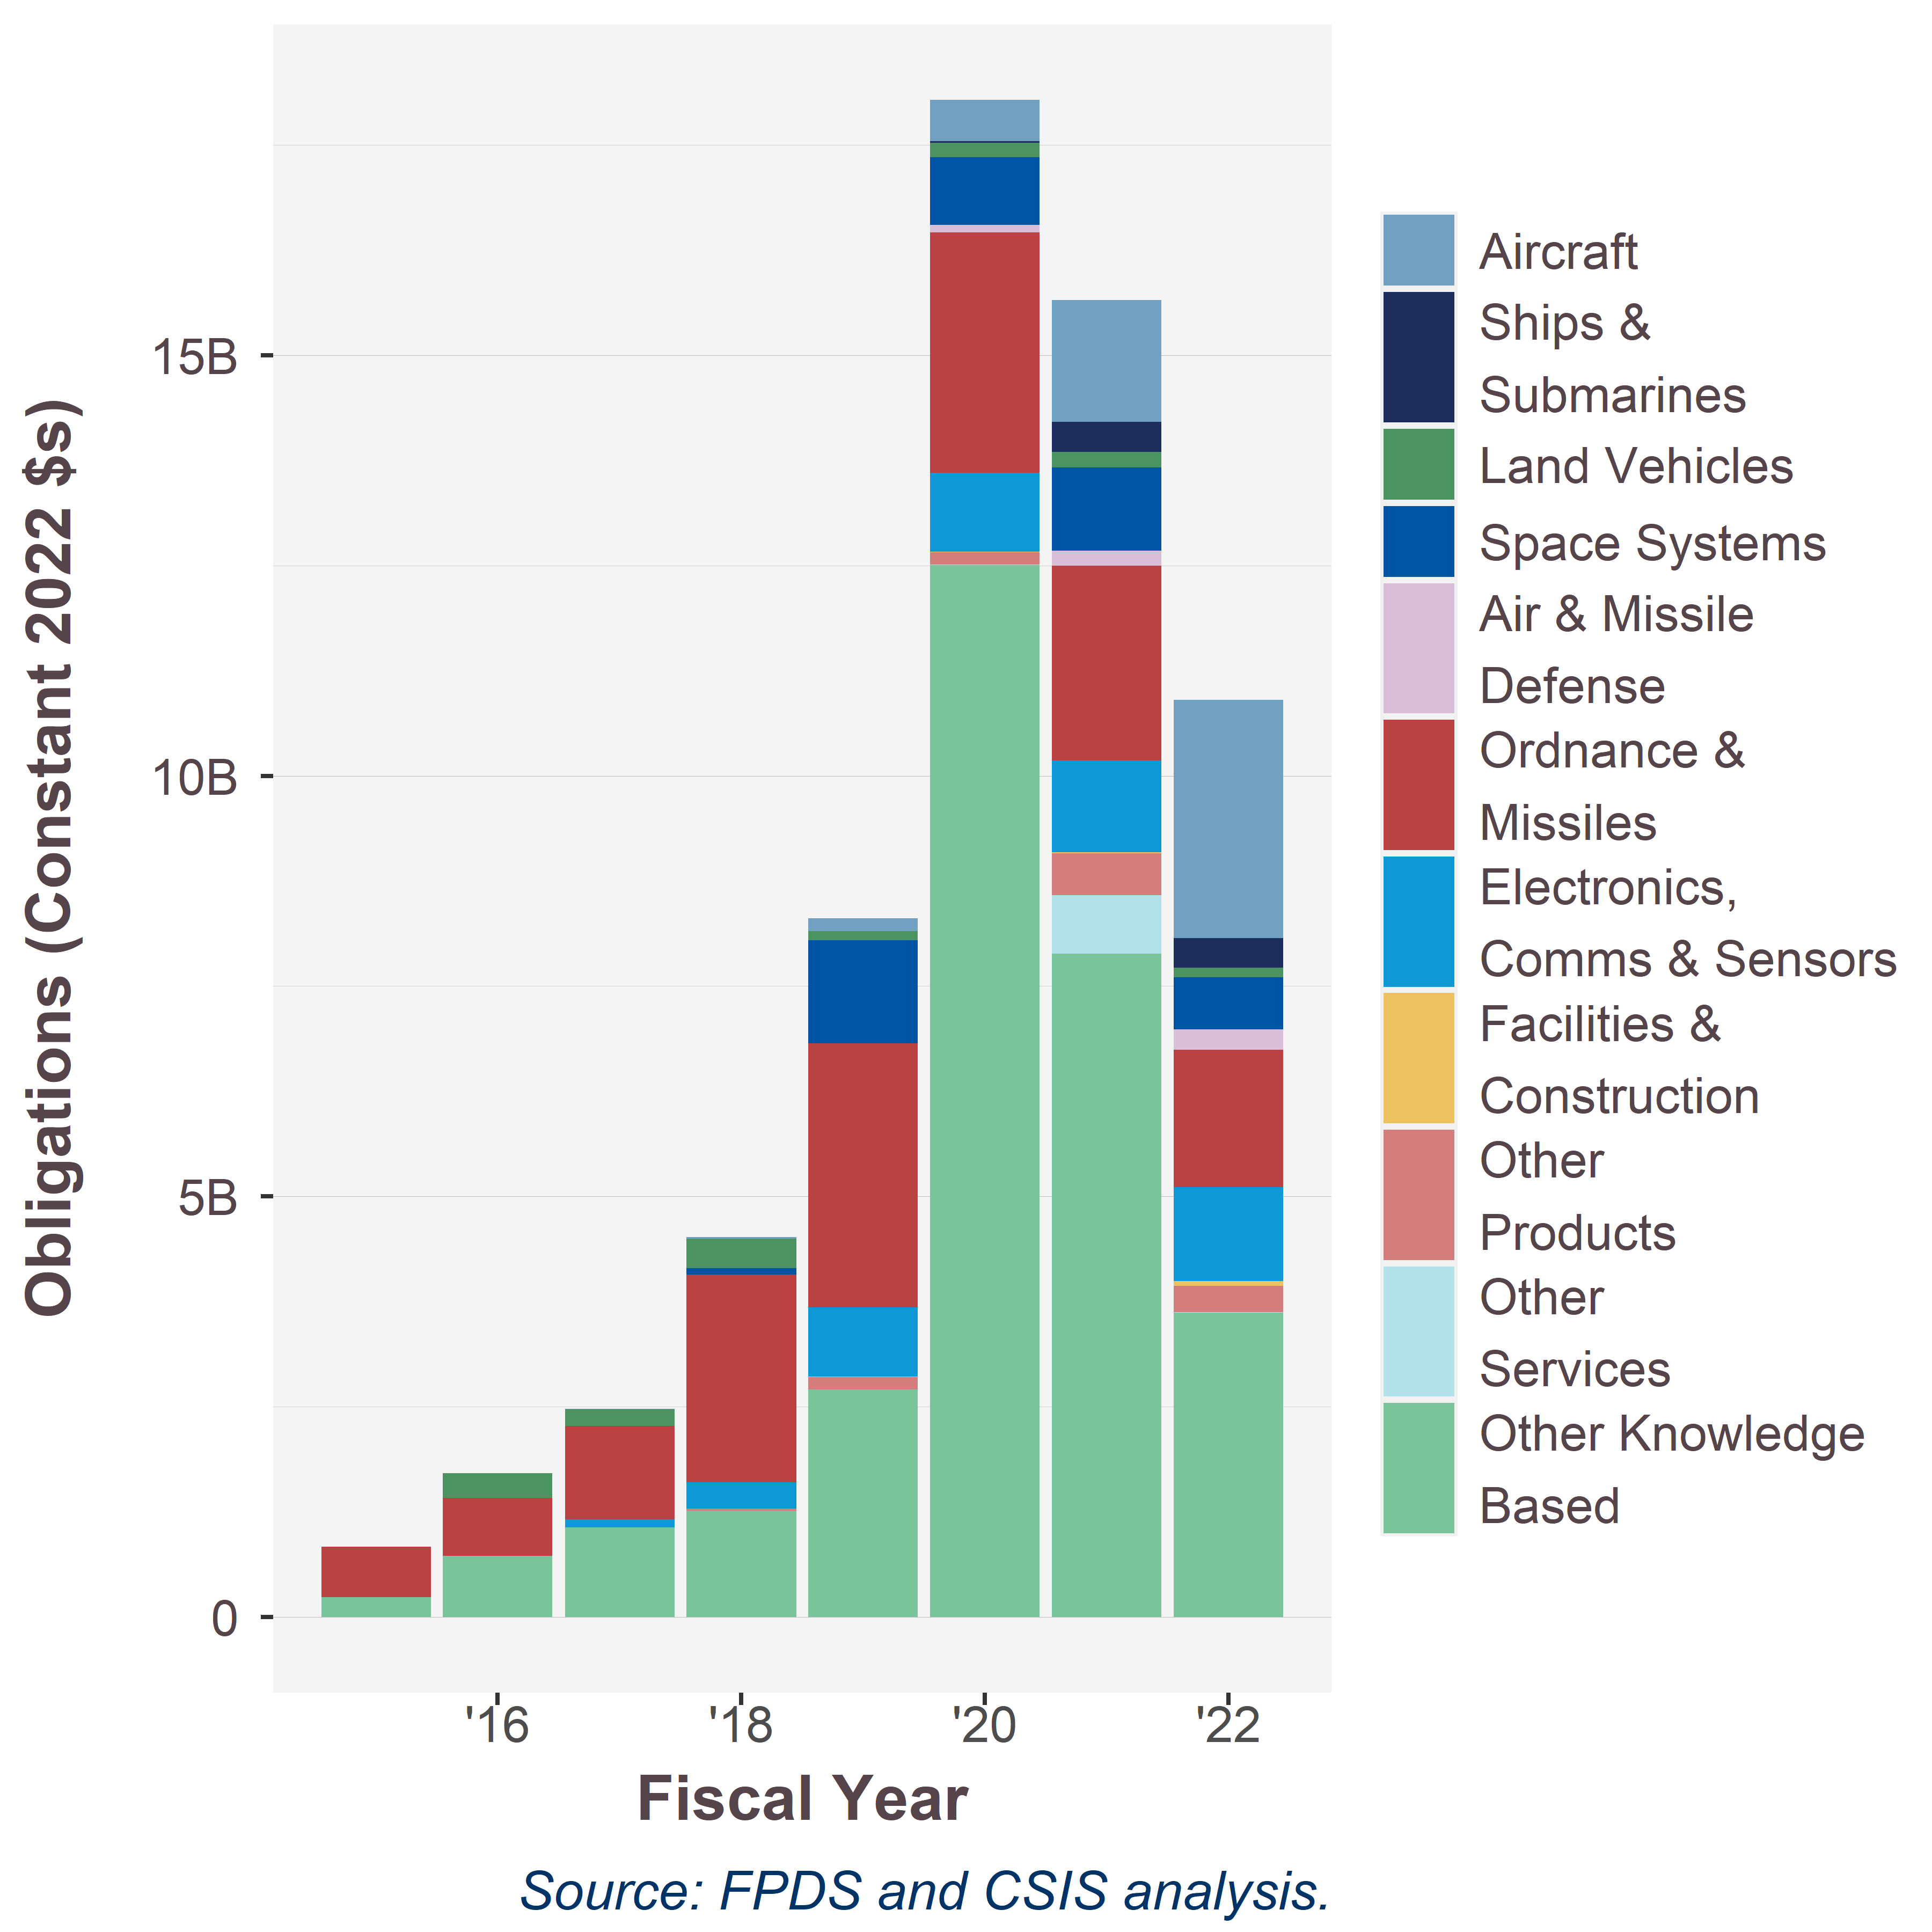 Obligations (Constant 2022 $s)
15B
10B
5B
0
'16
'18
'20
'22
Fiscal Year
Aircraft
Ships &
Submarines
Land Vehicles
Space Systems
Air & Missile
Defense
Ordnance &
Missiles
Electronics,
Comms & Sensors
Facilities &
Construction
Other
Products
Other
Services
Other Knowledge
Based
Source: FPDS and CSIS analysis.